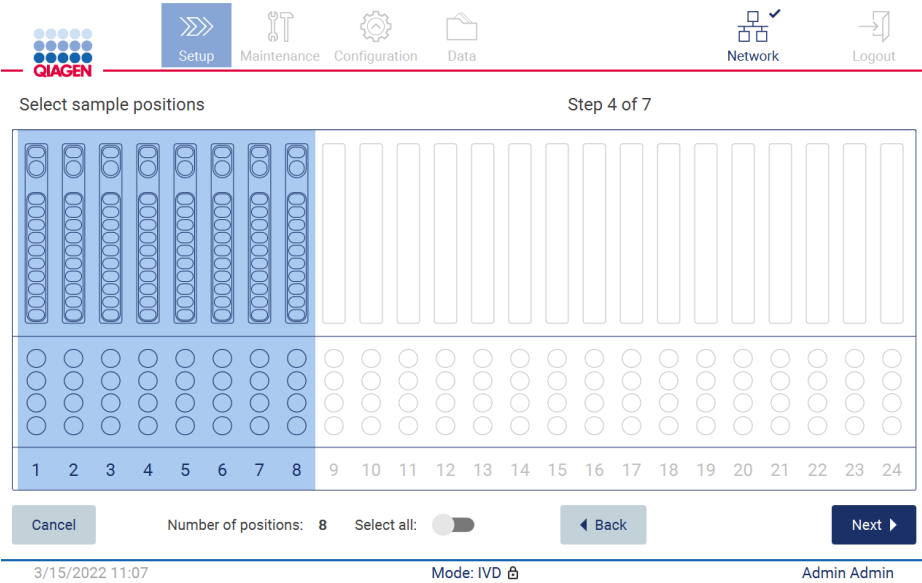 QIAGEN
Setup Maintenance Configuration Data Network Logout
Select sample positions Step 4 of 7
1 2 3 4 5 6 7 8 9 10 11 12 13 14 15 16 17 18 19 20 21 22 23 24
Cancel Number of positions: 8 Select all: Back Next
3/15/2022 11:07 Mode: IVD Admin Admin